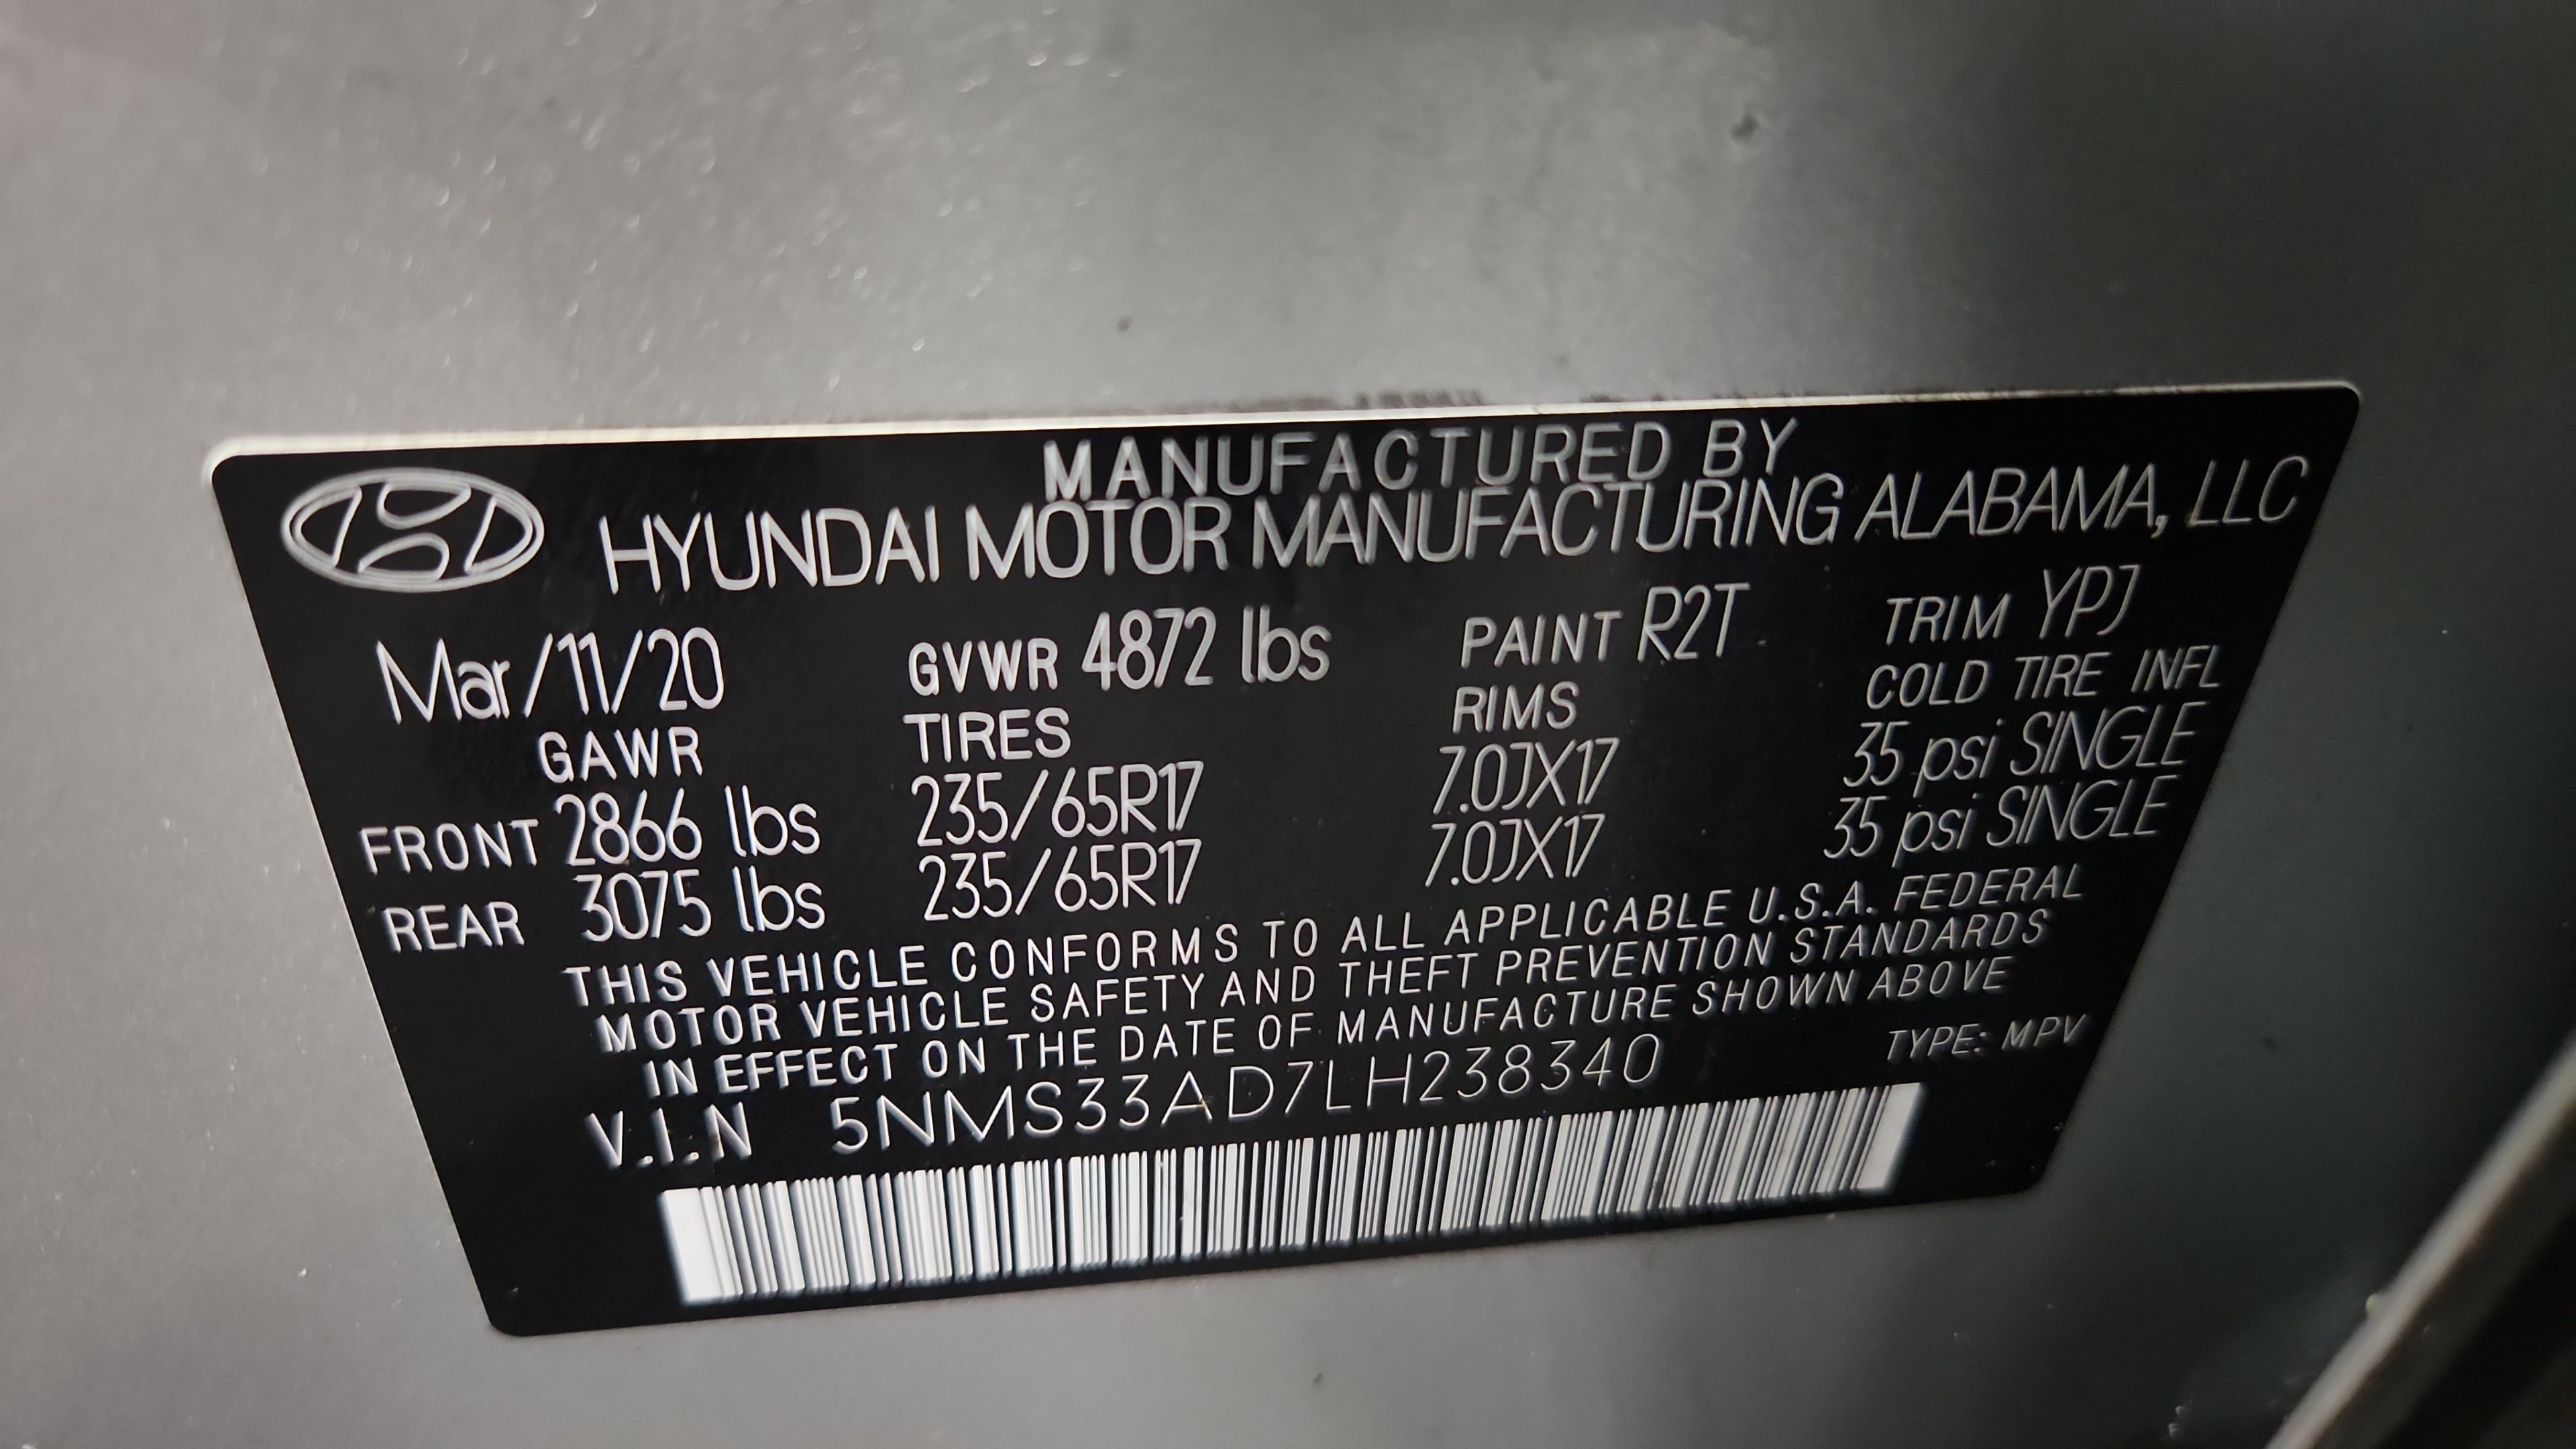 MANUFACTURED BY
HYUNDAI MOTOR MANUFACTURING ALABAMA, LLC
Mar/11/20 GVWR 4872 lbs PAINT R2T TRIM YPJ
GAWR TIRES RIMS COLD TIRE INFL
FRONT 2866 lbs 235/65R17 7.0JX17 35 psi SINGLE
REAR 3075 lbs 235/65R17 7.0JX17 35 psi SINGLE
THIS VEHICLE CONFORMS TO ALL APPLICABLE U.S.A. FEDERAL
MOTOR VEHICLE SAFETY AND THEFT PREVENTION STANDARDS
IN EFFECT ON THE DATE OF MANUFACTURE SHOWN ABOVE
V.I.N 5NMS33AD7LH238340 TYPE: MPV